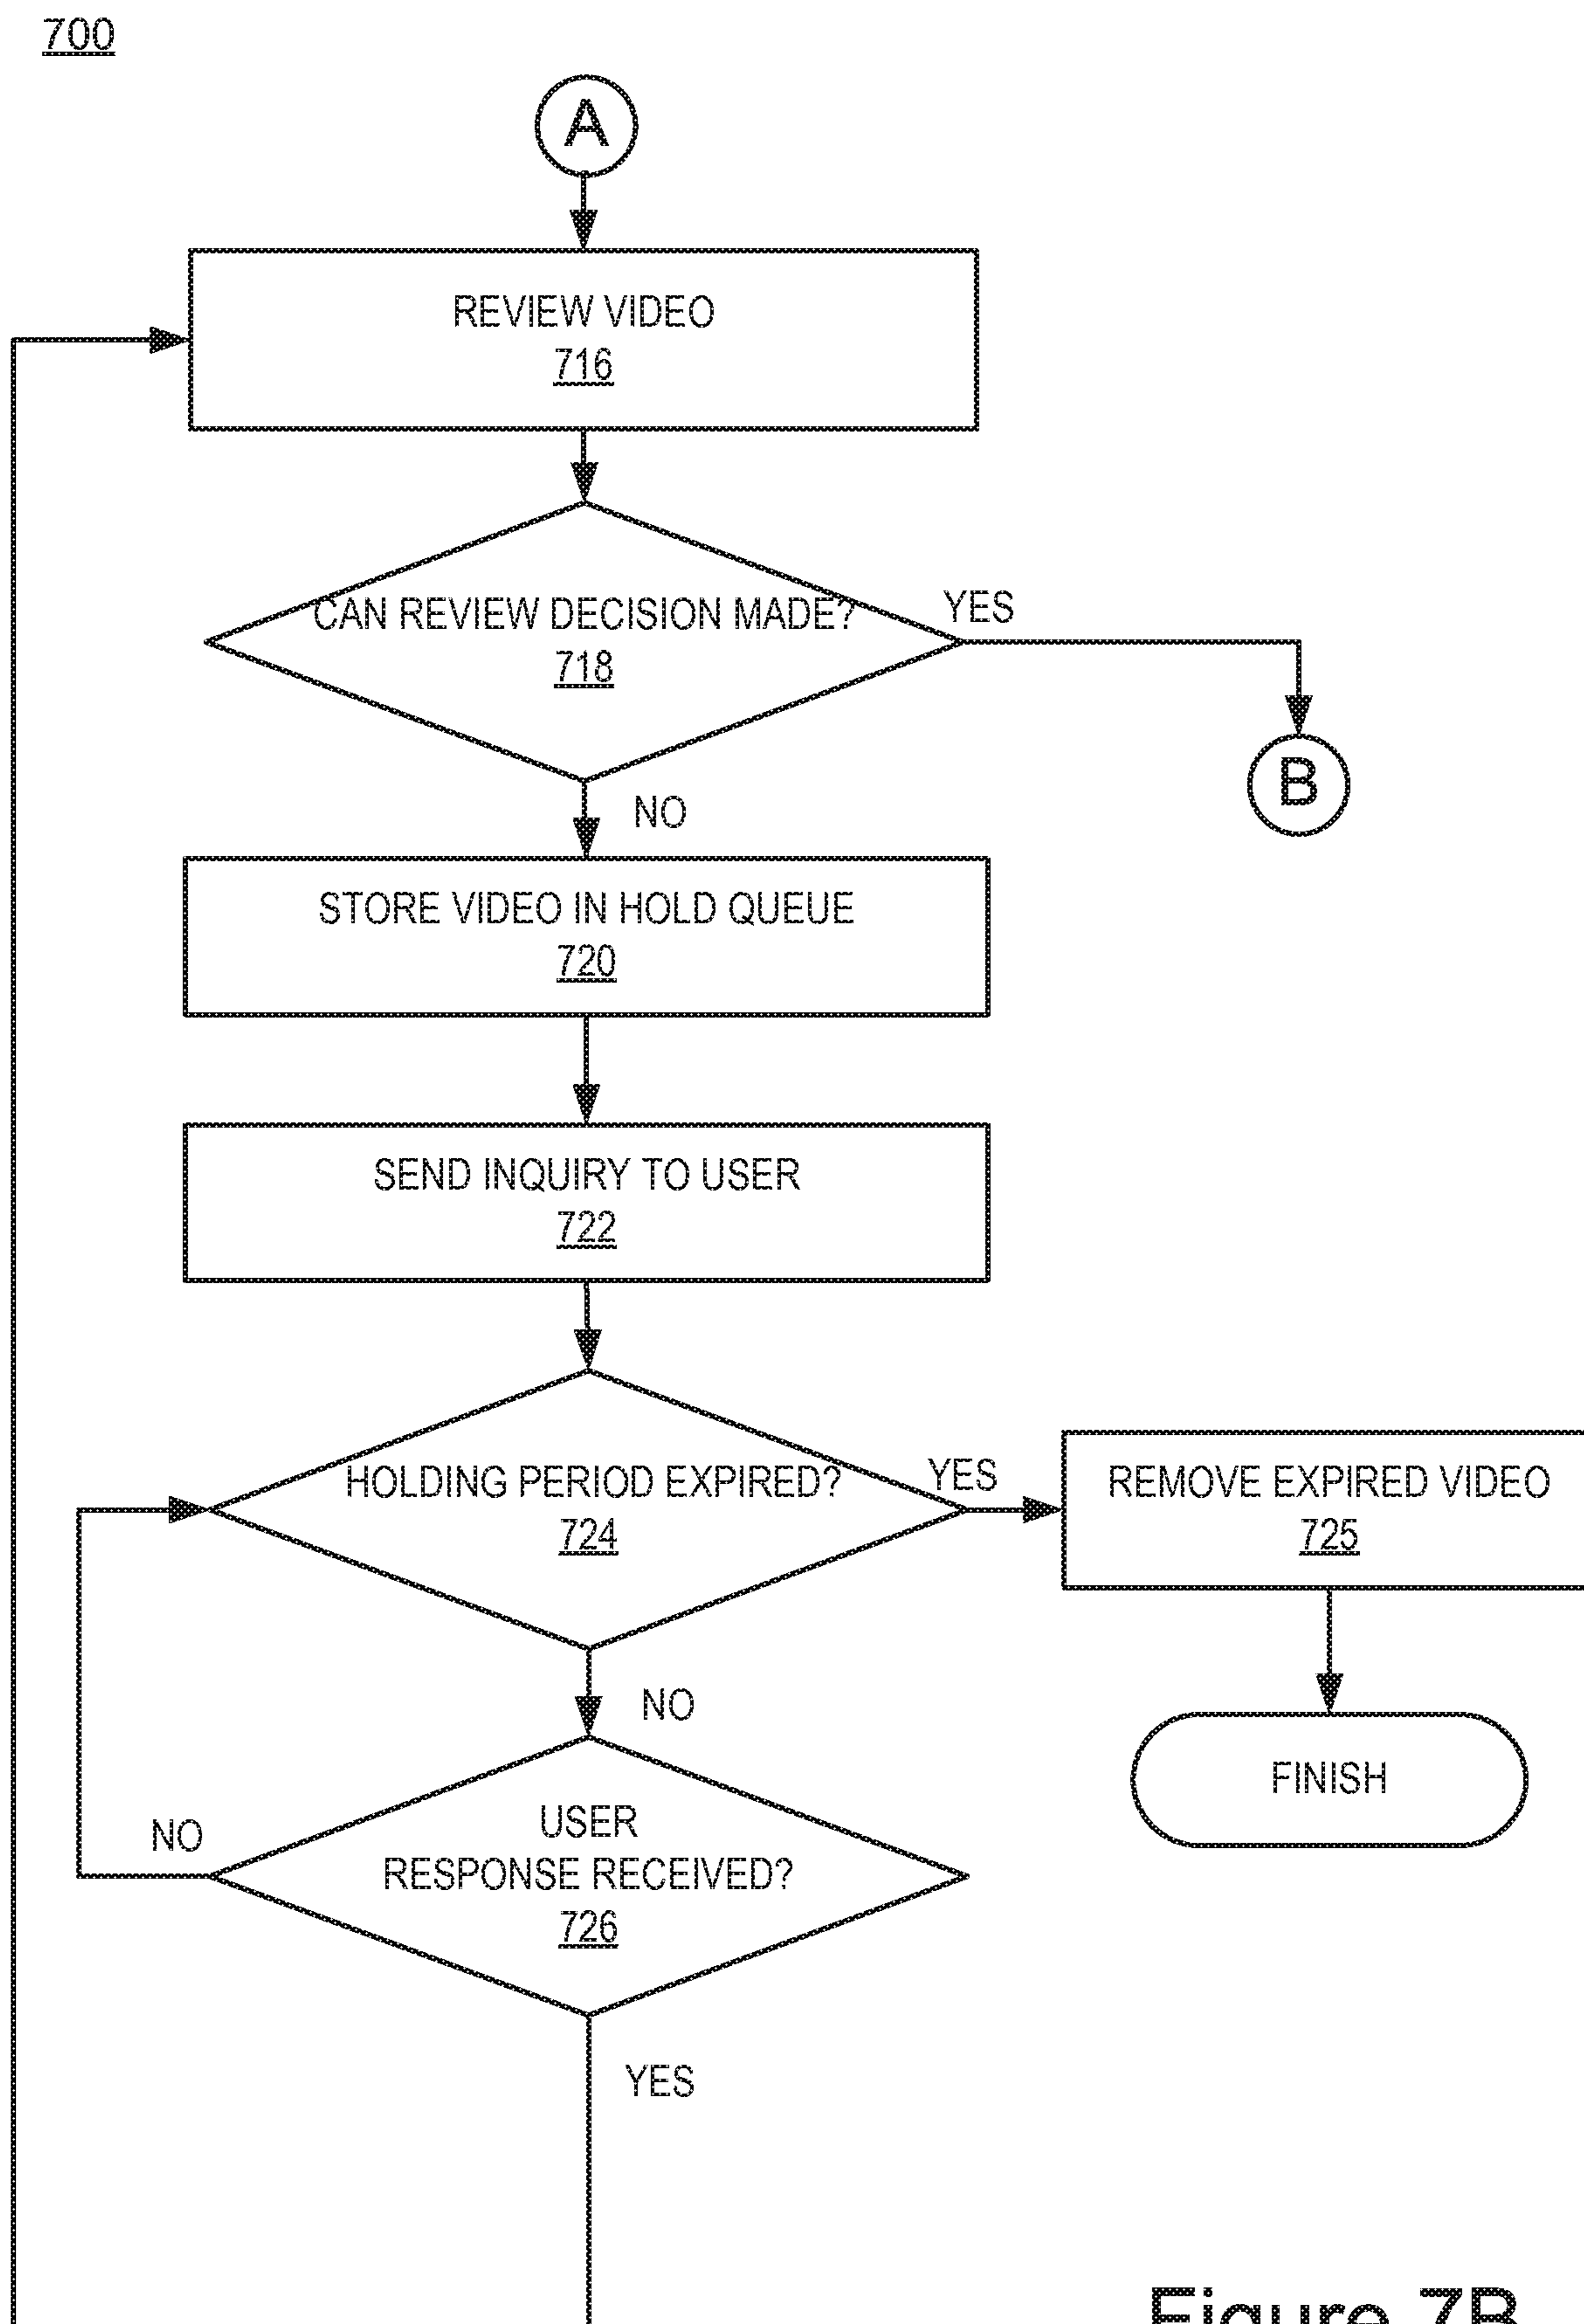 700
A
REVIEW VIDEO
716
CAN REVIEW DECISION MADE?
718
YES
B
NO
STORE VIDEO IN HOLD QUEUE
720
SEND INQUIRY TO USER
722
HOLDING PERIOD EXPIRED?
724
YES
REMOVE EXPIRED VIDEO
725
NO
FINISH
USER
RESPONSE RECEIVED?
726
NO
YES
Figure 7B